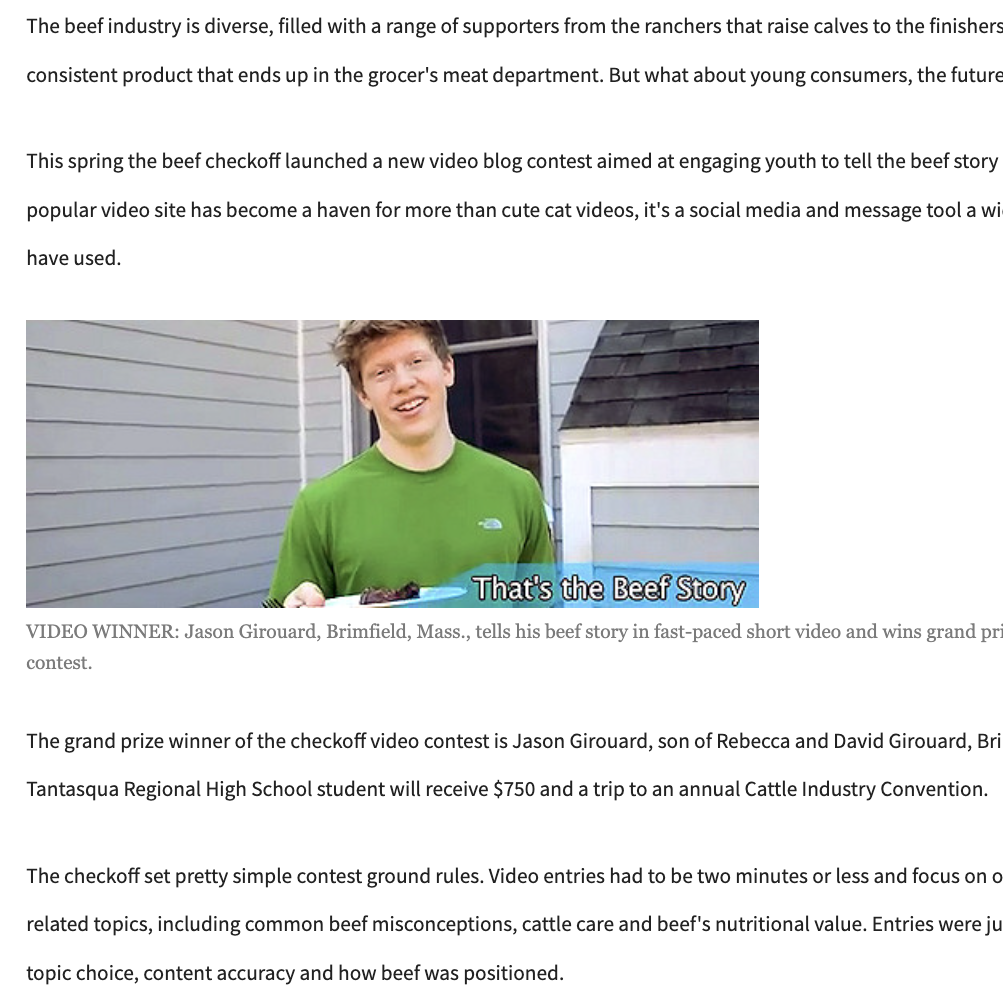 The beef industry is diverse, filled with a range of supporters from the ranchers that raise calves to the finishers
consistent product that ends up in the grocer's meat department. But what about young consumers, the future
This spring the beef checkoff launched a new video blog contest aimed at engaging youth to tell the beef story
popular video site has become a haven for more than cute cat videos, it's a social media and message tool a wi
have used.
That's the Beef Story
VIDEO WINNER: Jason Girouard, Brimfield, Mass., tells his beef story in fast-paced short video and wins grand pri
contest.
The grand prize winner of the checkoff video contest is Jason Girouard, son of Rebecca and David Girouard, Bri
Tantasqua Regional High School student will receive $750 and a trip to an annual Cattle Industry Convention.
The checkoff set pretty simple contest ground rules. Video entries had to be two minutes or less and focus on o
related topics, including common beef misconceptions, cattle care and beef's nutritional value. Entries were ju
topic choice, content accuracy and how beef was positioned.